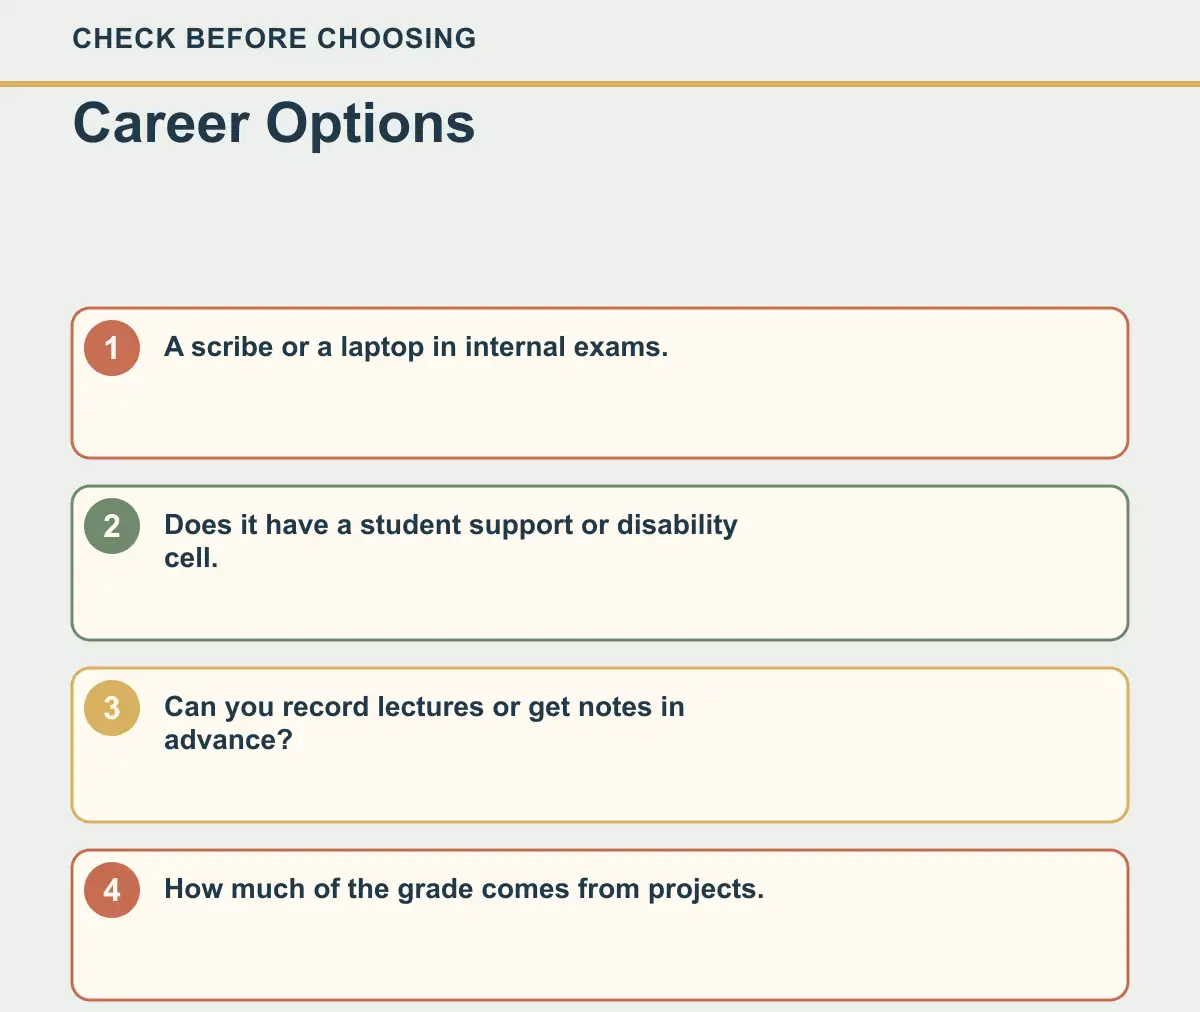 CHECK BEFORE CHOOSING
Career Options
1
A scribe or a laptop in internal exams.
2
Does it have a student support or disability
cell.
3
Can you record lectures or get notes in
advance?
4
How much of the grade comes from projects.